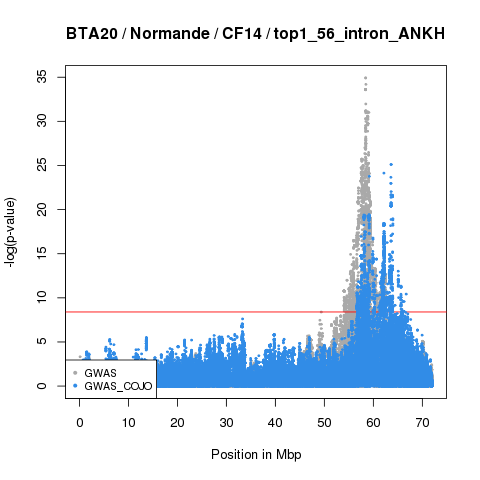 BTA20 / Normande / CF14 / top1_56_intron_ANKH
-log(p-value)
35
30
25
20
15
10
5
0
GWAS
GWAS_COJO
0 10 20 30 40 50 60 70
Position in Mbp